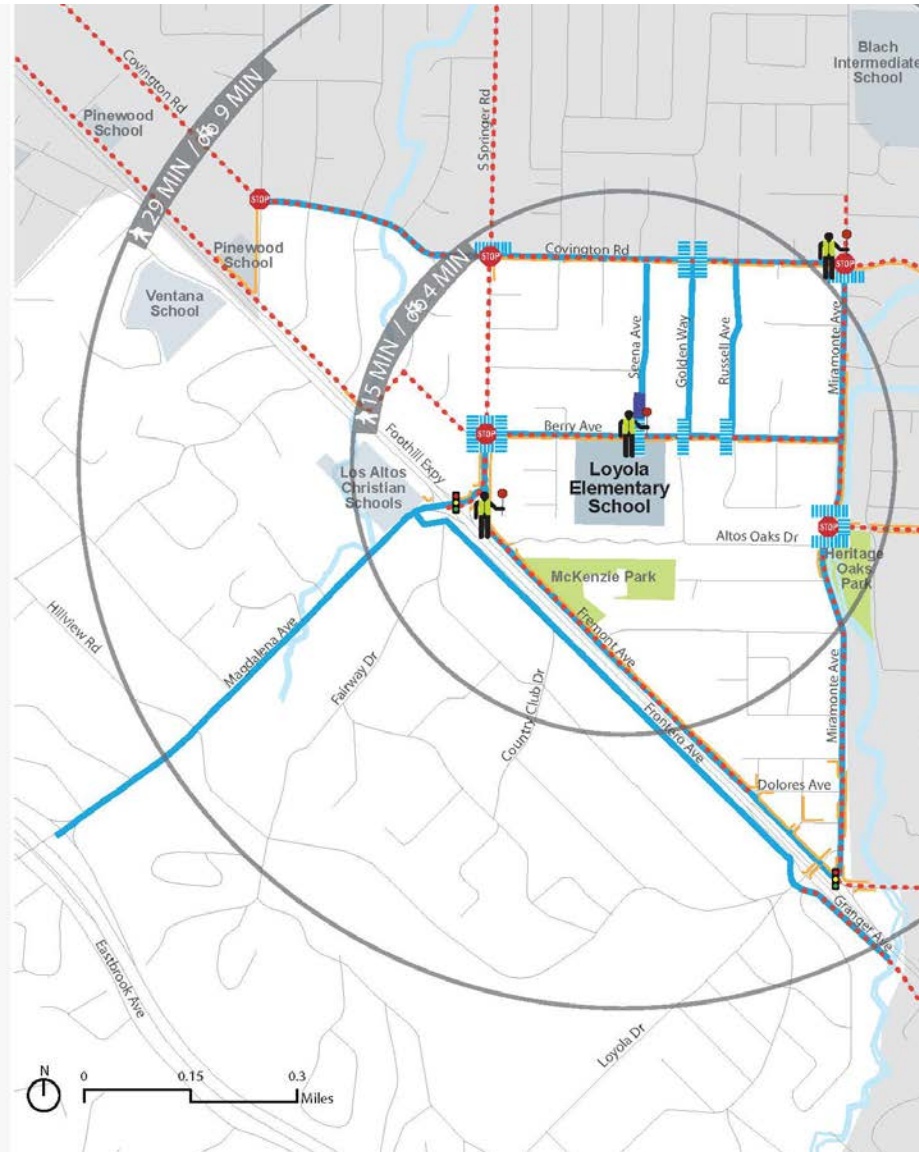 Covington Rd
Blach
Intermediate
School
Pinewood
School
29 MIN / 9 MIN
S Springer Rd
STOP
Pinewood
School
STOP
Covington Rd
STOP
Ventana
School
15 MIN / 4 MIN
Seena Ave
Golden Way
Russell Ave
Miramonte Ave
Berry Ave
STOP
Foothill Expy
Los Altos
Christian
Schools
Loyola
Elementary
School
Altos Oaks Dr
STOP
Heritage
Oaks
Park
McKenzie Park
Hillview Rd
Magdalena Ave
Fairway Dr
Country Club Dr
Fremont Ave
Frontero Ave
Miramonte Ave
Dolores Ave
Granger Ave
Eastbrook Ave
Loyola Dr
N
0 0.15 0.3
Miles